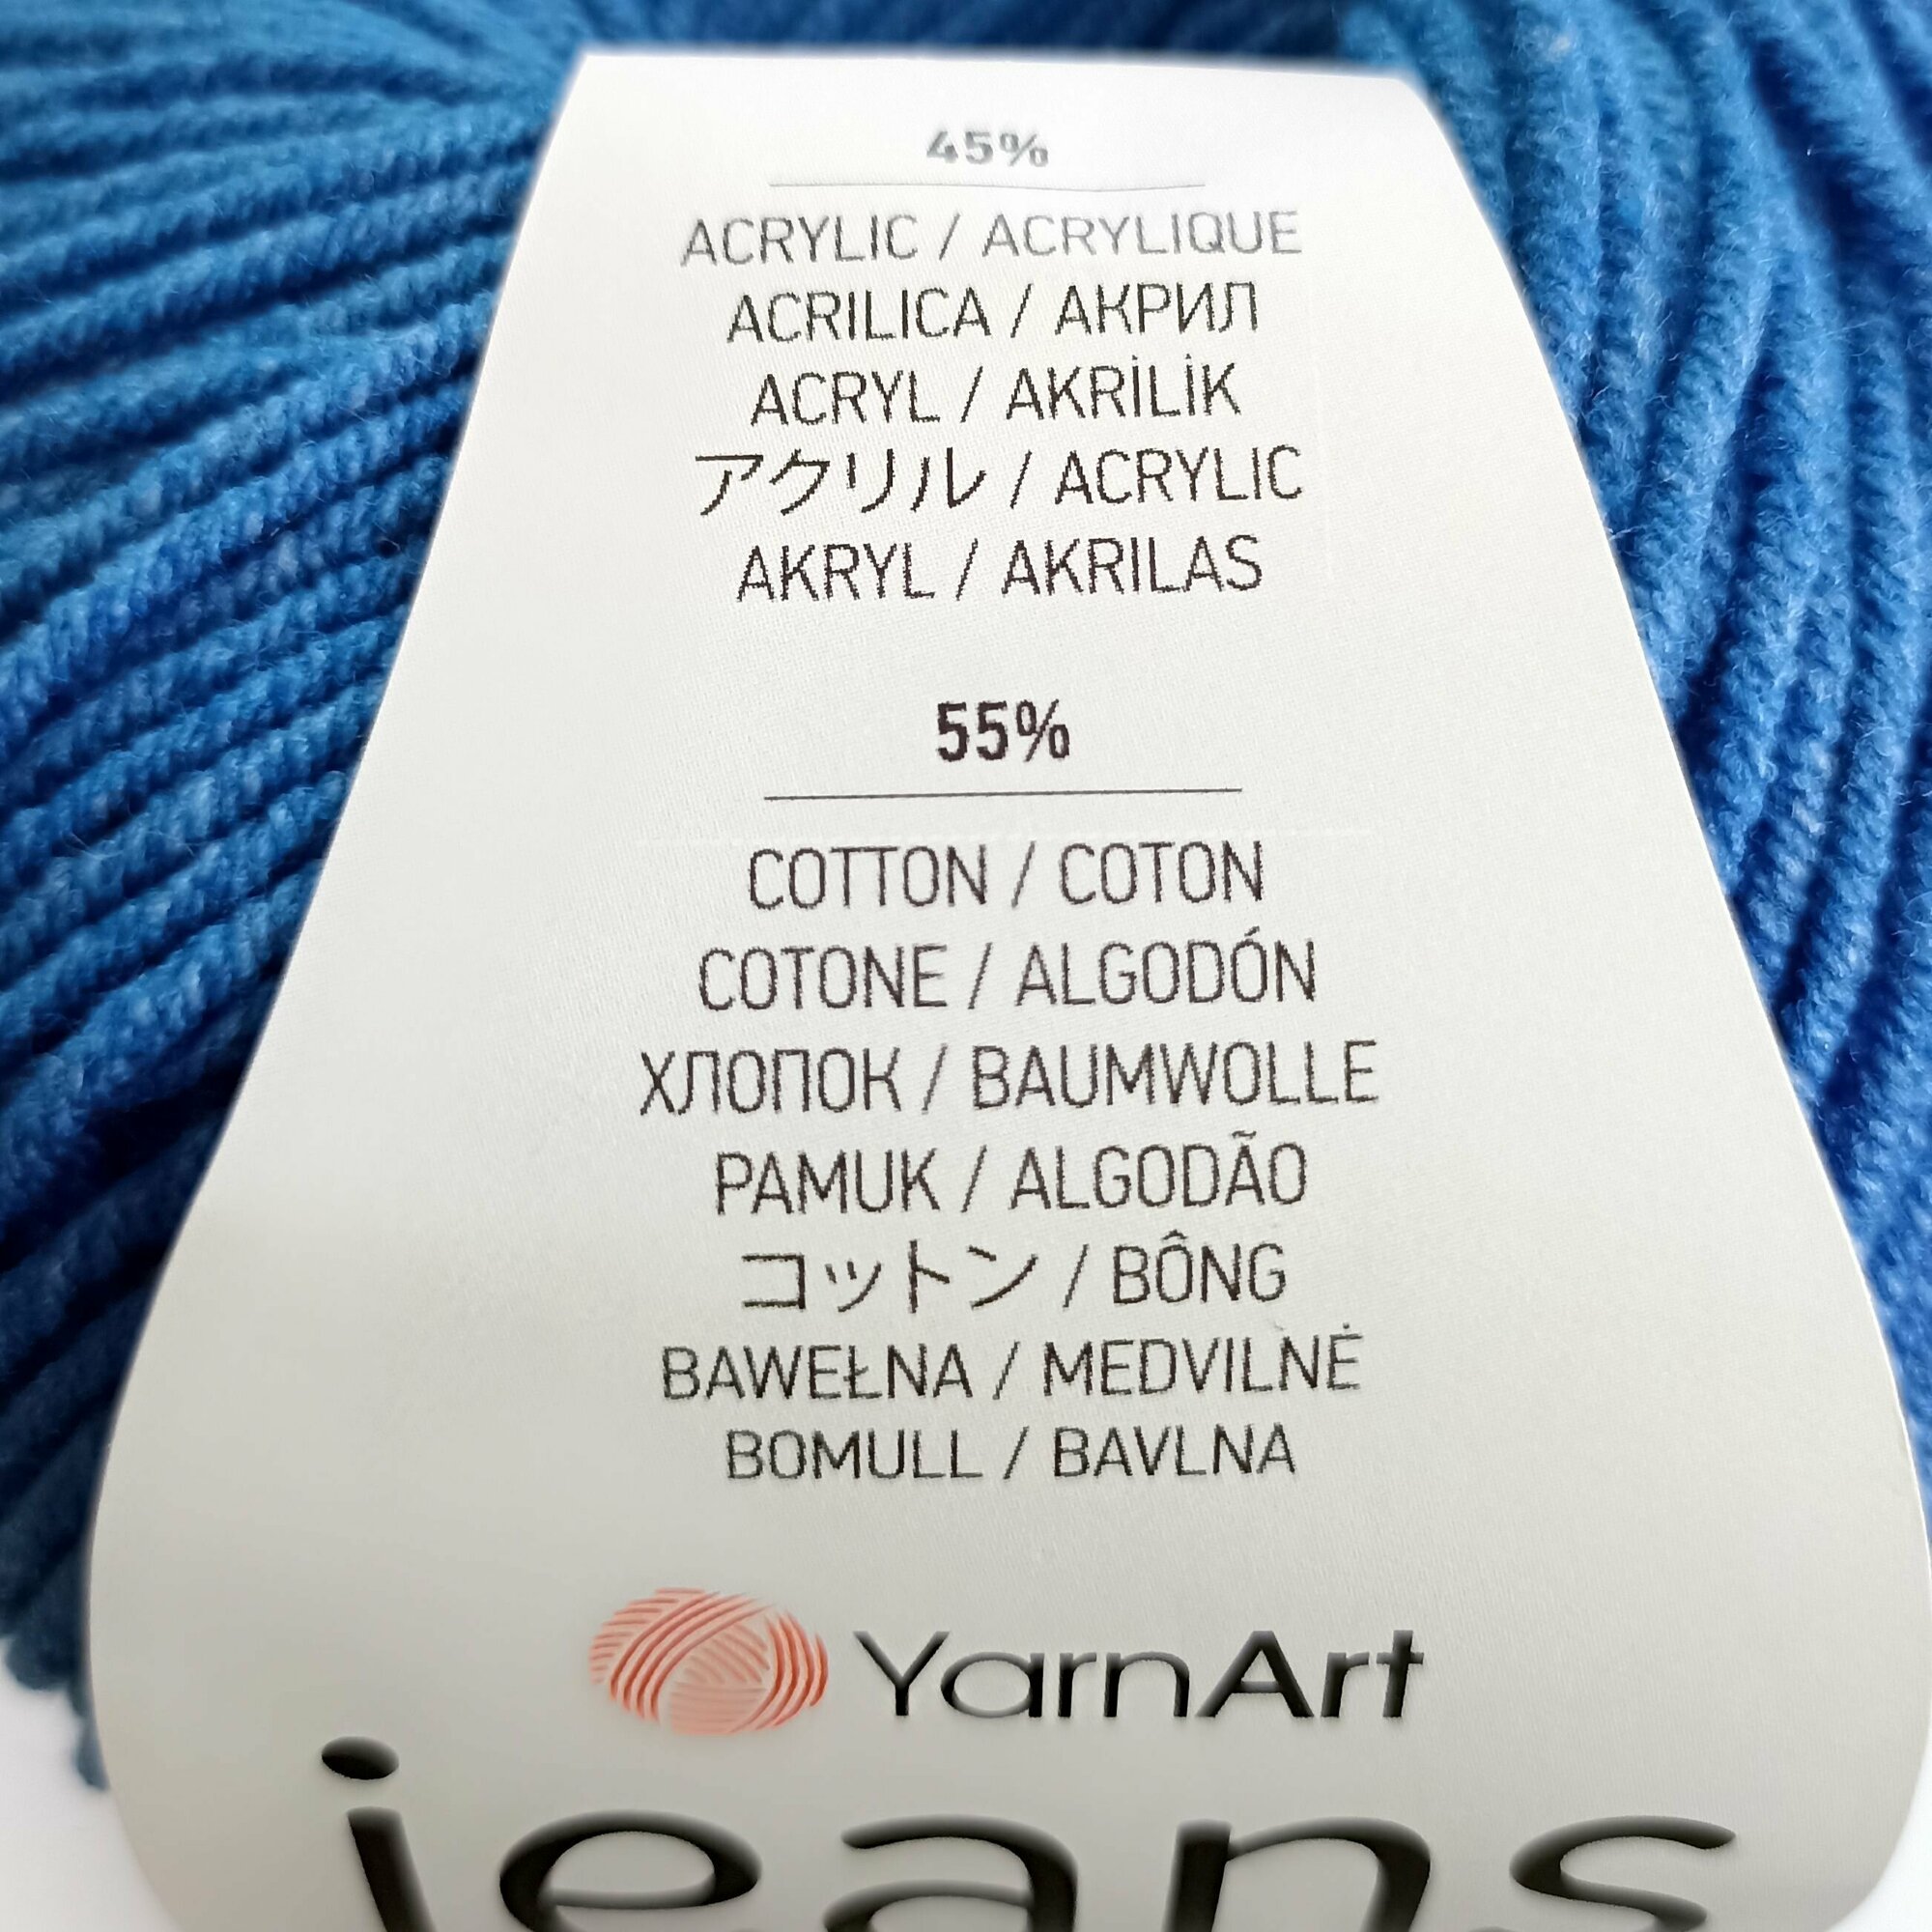 45%
ACRYLIC / ACRYLIQUE
ACRILICA / АКРИЛ
ACRYL / AKRİLİK
アクリル / ACRYLIC
AKRYL / AKRILAS
55%
COTTON / COTON
COTONE / ALGODÓN
ХЛОПОК / BAUMWOLLE
PAMUK / ALGODÃO
コットン / BÔNG
BAWEŁNA / MEDVILNĖ
BOMULL / BAVLNA
YarnArt
jeans